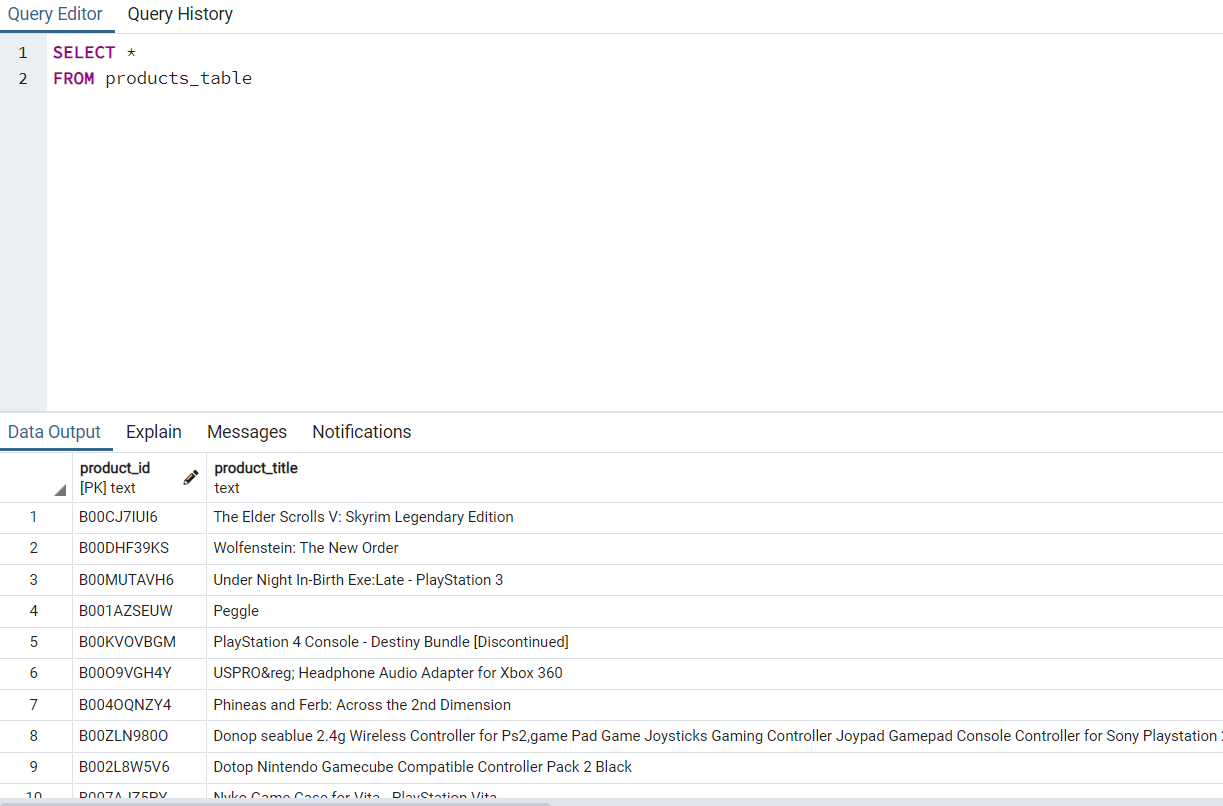 Query Editor Query History
1 SELECT *
2 FROM products_table
Data Output Explain Messages Notifications
product_id product_title
[PK] text text
1 B00CJ7IUI6 The Elder Scrolls V: Skyrim Legendary Edition
2 B00DHF39KS Wolfenstein: The New Order
3 B00MUTAVH6 Under Night In-Birth Exe:Late - PlayStation 3
4 B001AZSEUW Peggle
5 B00KVOVBGM PlayStation 4 Console - Destiny Bundle [Discontinued]
6 B00O9VGH4Y USPRO&reg; Headphone Audio Adapter for Xbox 360
7 B004OQNZY4 Phineas and Ferb: Across the 2nd Dimension
8 B00ZLN980O Donop seablue 2.4g Wireless Controller for Ps2,game Pad Game Joysticks Gaming Controller Joypad Gamepad Console Controller for Sony Playstation
9 B002L8W5V6 Dotop Nintendo Gamecube Compatible Controller Pack 2 Black
10 Nyko Game Case for Vita - PlayStation Vita